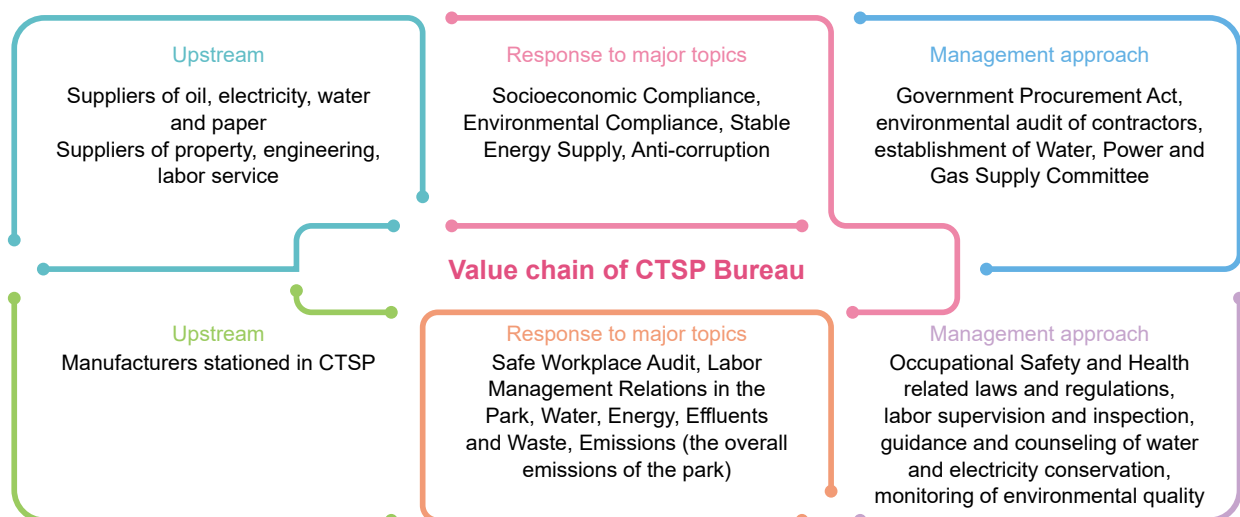 Upstream
Suppliers of oil, electricity, water
and paper
Suppliers of property, engineering,
labor service
Response to major topics
Socioeconomic Compliance,
Environmental Compliance, Stable
Energy Supply, Anti-corruption
Management approach
Government Procurement Act,
environmental audit of contractors,
establishment of Water, Power and
Gas Supply Committee
Value chain of CTSP Bureau
Upstream
Manufacturers stationed in CTSP
Response to major topics
Safe Workplace Audit, Labor
Management Relations in the
Park, Water, Energy, Effluents
and Waste, Emissions (the overall
emissions of the park)
Management approach
Occupational Safety and Health
related laws and regulations,
labor supervision and inspection,
guidance and counseling of water
and electricity conservation,
monitoring of environmental quality